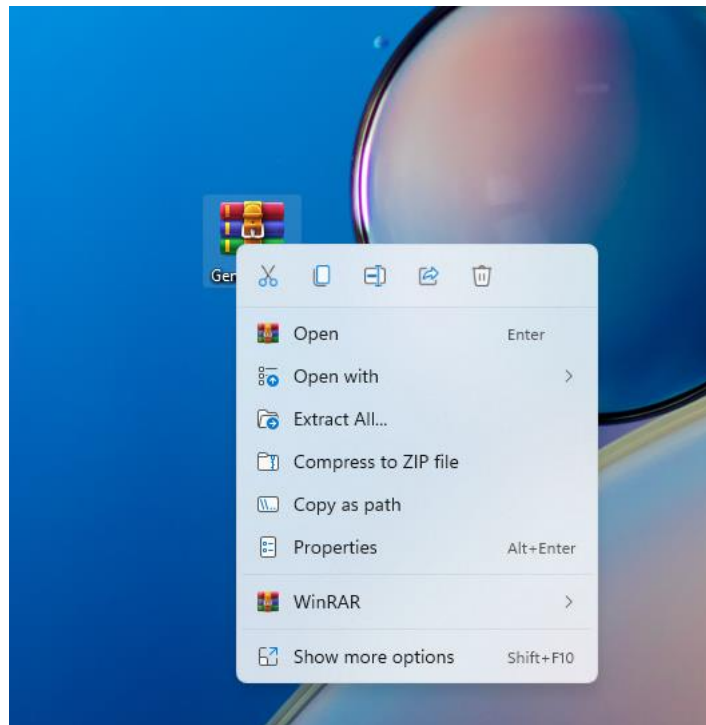 Open Enter
Open with
Extract All...
Compress to ZIP file
Copy as path
Properties Alt+Enter
WinRAR
Show more options Shift+F10